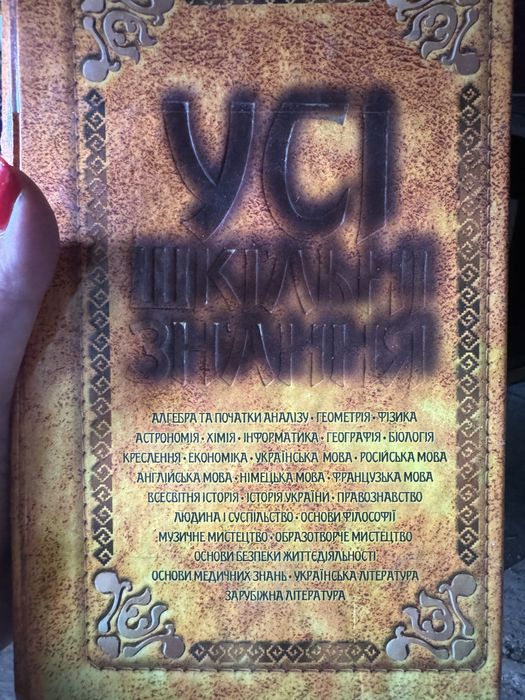 УСІ
ШКІЛЬНІ
ЗНАННЯ
АЛГЕБРА ТА ПОЧАТКИ АНАЛІЗУ · ГЕОМЕТРІЯ · ФІЗИКА
АСТРОНОМІЯ · ХІМІЯ · ІНФОРМАТИКА · ГЕОГРАФІЯ · БІОЛОГІЯ
КРЕСЛЕННЯ · ЕКОНОМІКА · УКРАЇНСЬКА МОВА · РОСІЙСЬКА МОВА
АНГЛІЙСЬКА МОВА · НІМЕЦЬКА МОВА · ФРАНЦУЗЬКА МОВА
ВСЕСВІТНЯ ІСТОРІЯ · ІСТОРІЯ УКРАЇНИ · ПРАВОЗНАВСТВО
ЛЮДИНА І СУСПІЛЬСТВО · ОСНОВИ ФІЛОСОФІЇ
МУЗИЧНЕ МИСТЕЦТВО · ОБРАЗОТВОРЧЕ МИСТЕЦТВО
ОСНОВИ БЕЗПЕКИ ЖИТТЄДІЯЛЬНОСТІ
ОСНОВИ МЕДИЧНИХ ЗНАНЬ · УКРАЇНСЬКА ЛІТЕРАТУРА
ЗАРУБІЖНА ЛІТЕРАТУРА